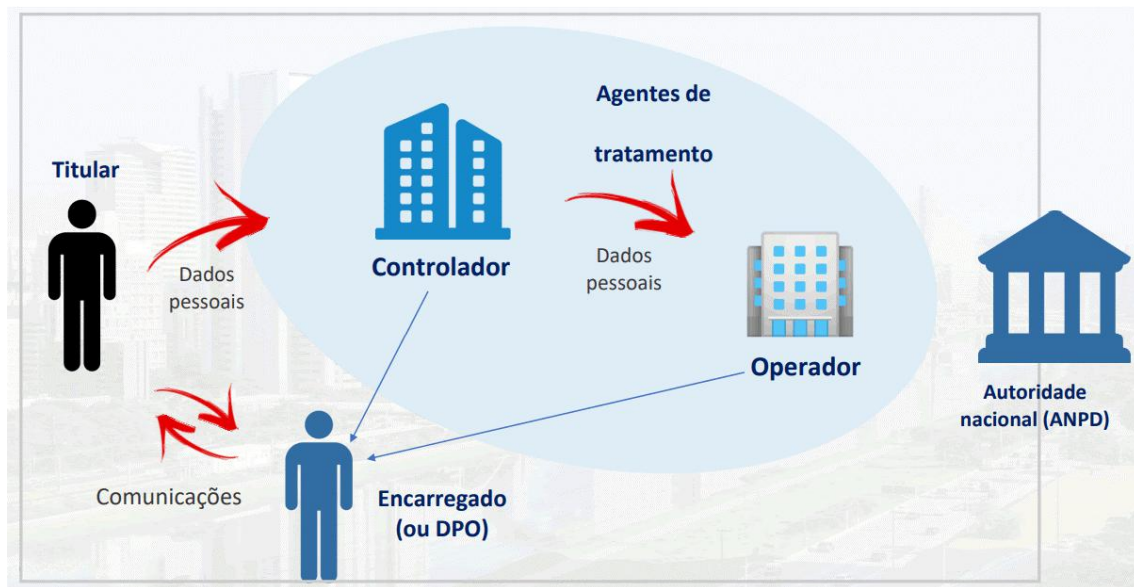 Titular
Dados
pessoais
Comunicações
Controlador
Agentes de
tratamento
Dados
pessoais
Operador
Encarregado
(ou DPO)
Autoridade
nacional (ANPD)